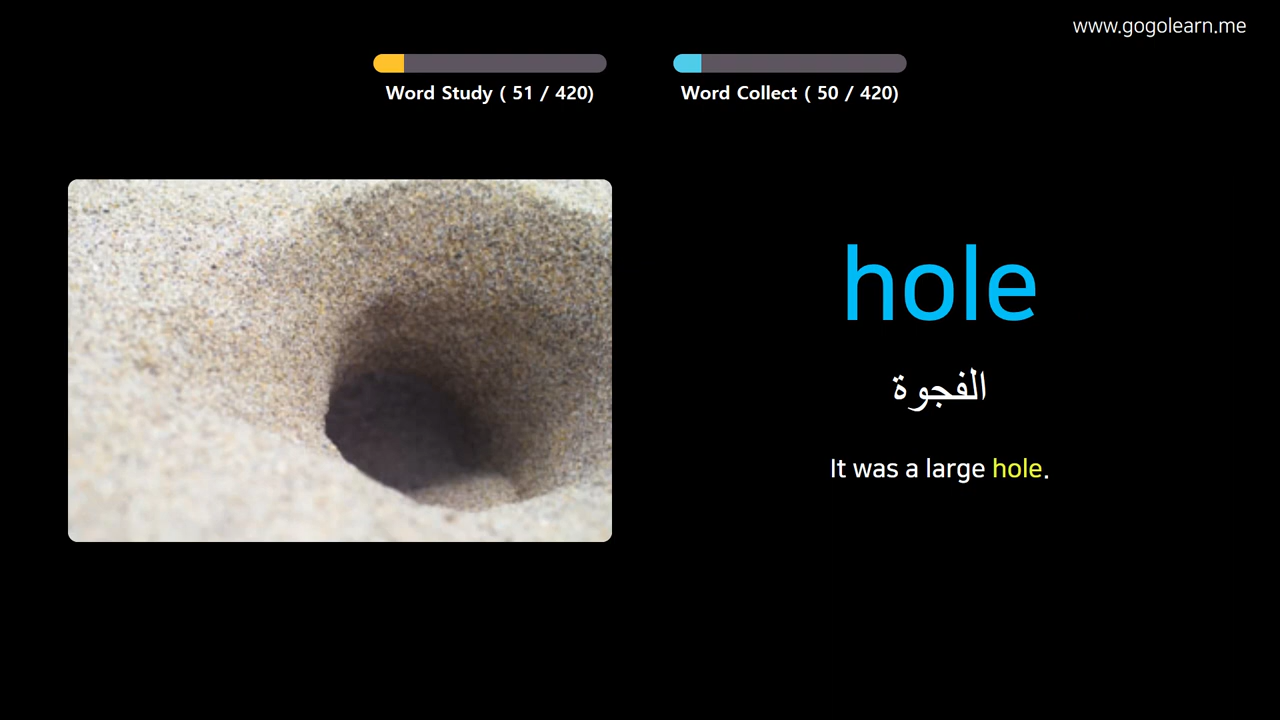 www.gogolearn.me
Word Study ( 51 / 420)
Word Collect ( 50 / 420)
hole
الفجوة
It was a large hole.